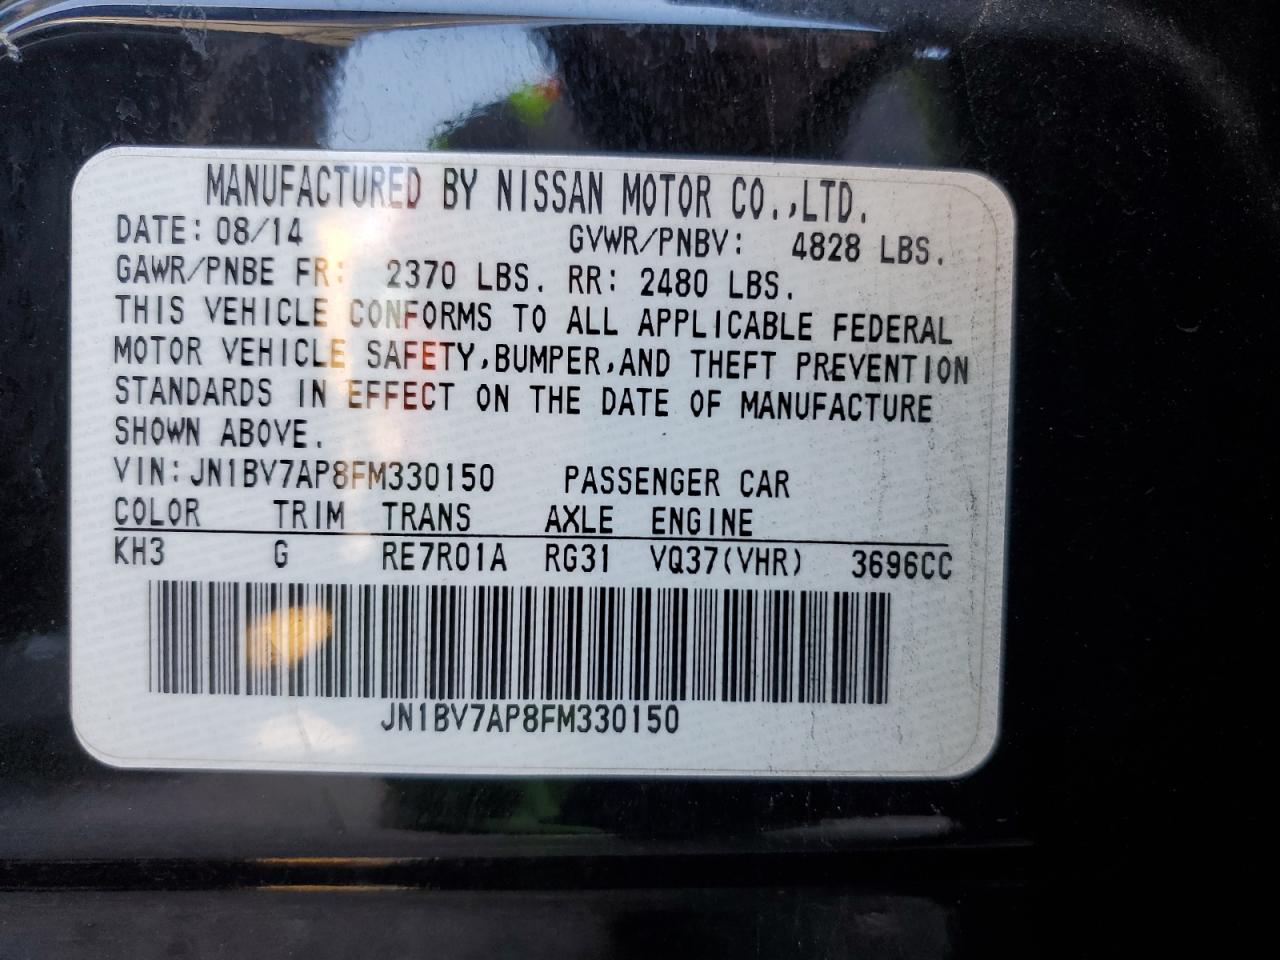 MANUFACTURED BY NISSAN MOTOR CO.,LTD.
DATE: 08/14 GVWR/PNBV: 4828 LBS.
GAWR/PNBE FR: 2370 LBS. RR: 2480 LBS.
THIS VEHICLE CONFORMS TO ALL APPLICABLE FEDERAL
MOTOR VEHICLE SAFETY,BUMPER,AND THEFT PREVENTION
STANDARDS IN EFFECT ON THE DATE OF MANUFACTURE
SHOWN ABOVE.
VIN:JN1BV7AP8FM330150 PASSENGER CAR
COLOR TRIM TRANS AXLE ENGINE
KH3 G RE7R01A RG31 VQ37(VHR) 3696CC
JN1BV7AP8FM330150